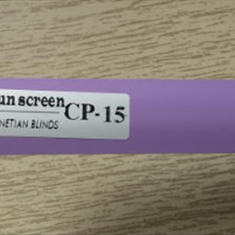 un screen
CP-15
NETIAN BLINDS